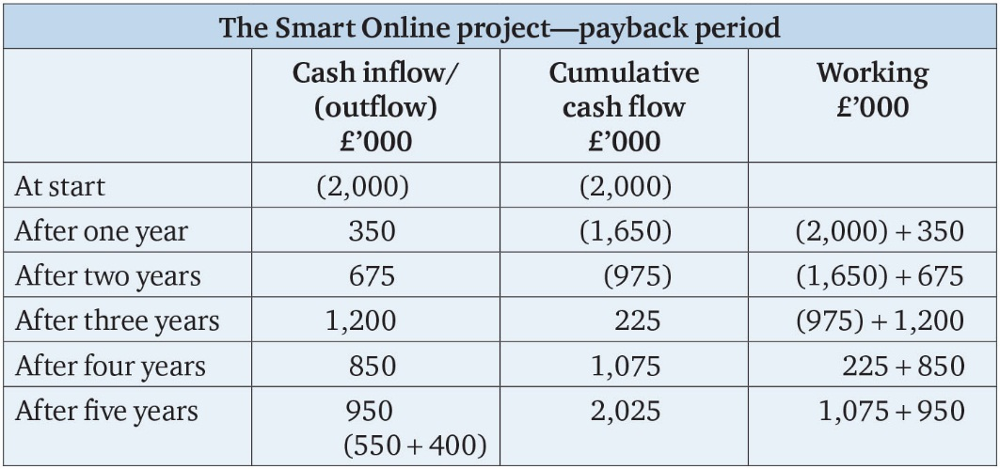 The Smart Online project—payback period
Cash inflow/ Cumulative Working
(outflow) cash flow £’000
£’000 £’000
At start (2,000) (2,000)
After one year 350 (1,650) (2,000) + 350
After two years 675 (975) (1,650) + 675
After three years 1,200 225 (975) + 1,200
After four years 850 1,075 225 + 850
After five years 950 2,025 1,075 + 950
(550 + 400)